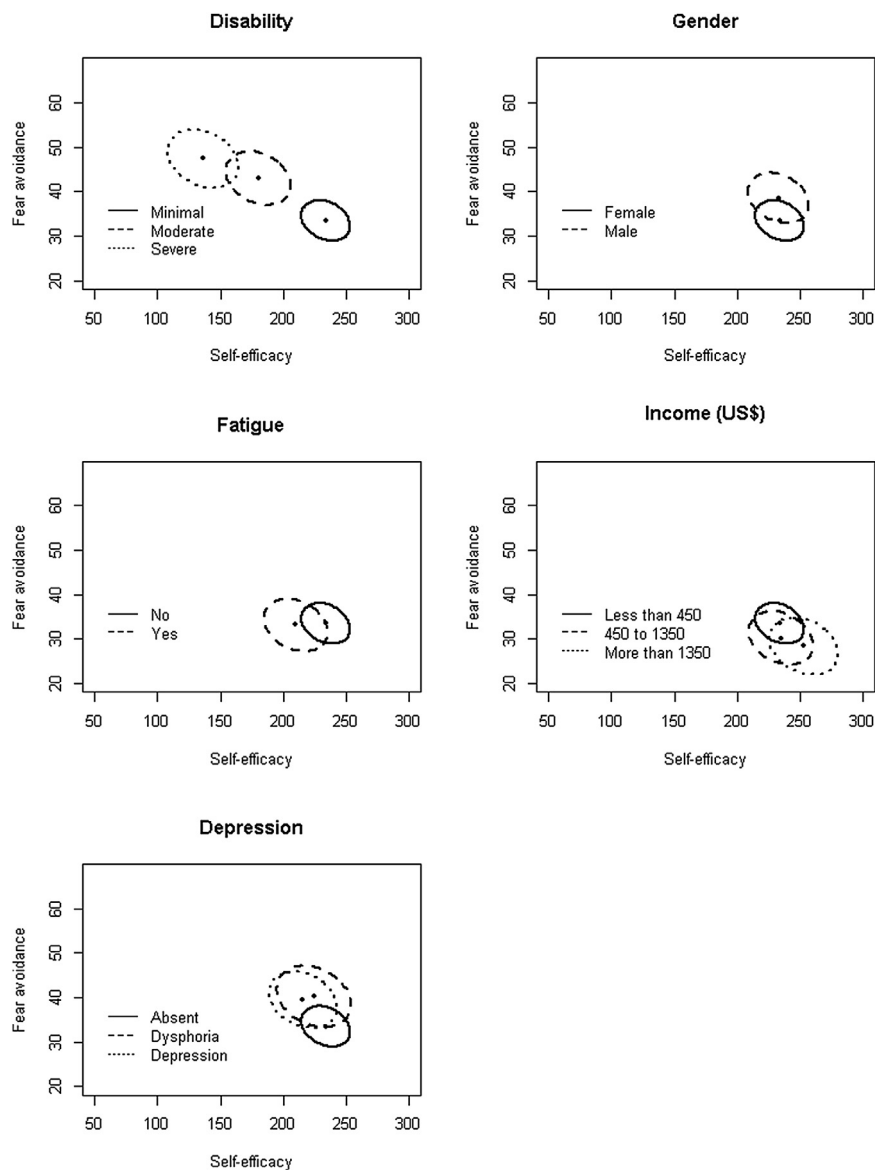 Disability
Fear avoidance
60
50
40
30
20
Minimal
Moderate
Severe
50 100 150 200 250 300
Self-efficacy
Gender
Fear avoidance
60
50
40
30
20
Female
Male
50 100 150 200 250 300
Self-efficacy
Fatigue
Fear avoidance
60
50
40
30
20
No
Yes
50 100 150 200 250 300
Self-efficacy
Income (US$)
Fear avoidance
60
50
40
30
20
Less than 450
450 to 1350
More than 1350
50 100 150 200 250 300
Self-efficacy
Depression
Fear avoidance
60
50
40
30
20
Absent
Dysphoria
Depression
50 100 150 200 250 300
Self-efficacy